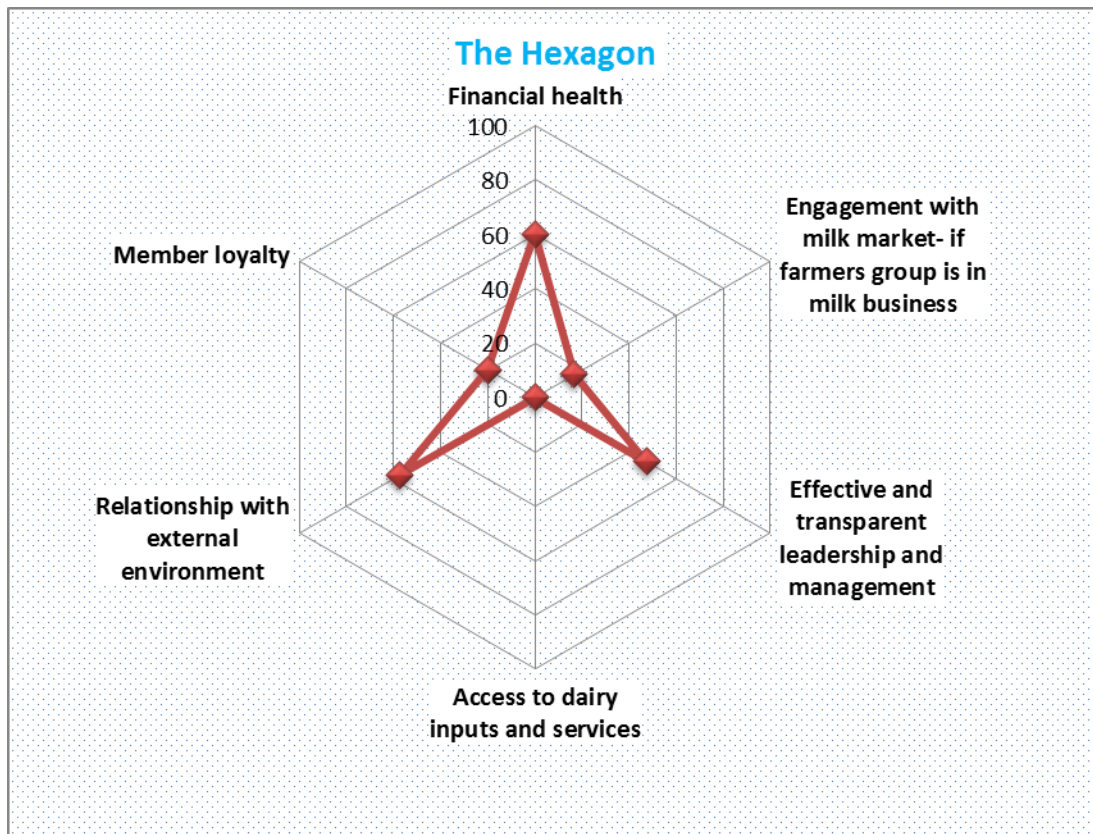 The Hexagon
Financial health
100
80
60
40
20
0
Engagement with
milk market- if
farmers group is in
milk business
Effective and
transparent
leadership and
management
Access to dairy
inputs and services
Relationship with
external
environment
Member loyalty